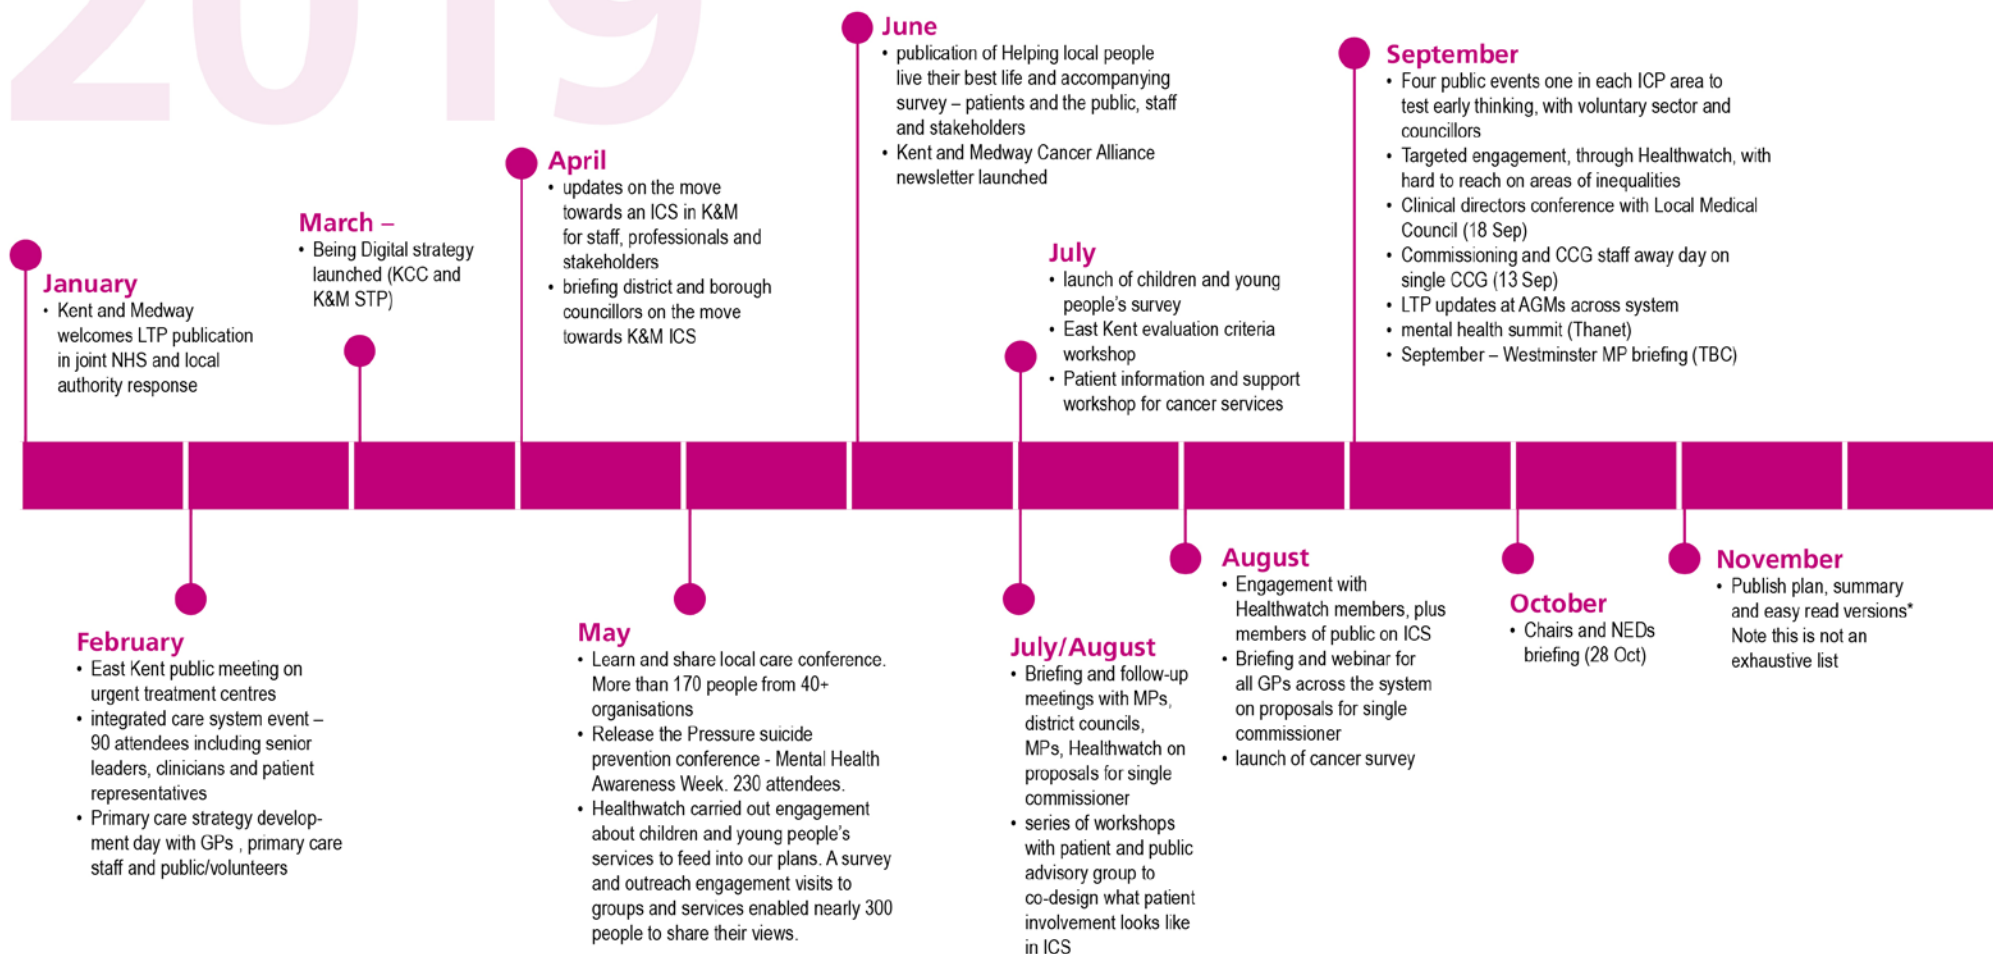 2019
January
• Kent and Medway
welcomes LTP publication
in joint NHS and local
authority response
February
• East Kent public meeting on
urgent treatment centres
• integrated care system event –
90 attendees including senior
leaders, clinicians and patient
representatives
• Primary care strategy develop-
ment day with GPs , primary care
staff and public/volunteers
March –
• Being Digital strategy
launched (KCC and
K&M STP)
April
• updates on the move
towards an ICS in K&M
for staff, professionals and
stakeholders
• briefing district and borough
councillors on the move
towards K&M ICS
May
• Learn and share local care conference.
More than 170 people from 40+
organisations
• Release the Pressure suicide
prevention conference - Mental Health
Awareness Week. 230 attendees.
• Healthwatch carried out engagement
about children and young people’s
services to feed into our plans. A survey
and outreach engagement visits to
groups and services enabled nearly 300
people to share their views.
June
• publication of Helping local people
live their best life and accompanying
survey – patients and the public, staff
and stakeholders
• Kent and Medway Cancer Alliance
newsletter launched
July
• launch of children and young
people’s survey
• East Kent evaluation criteria
workshop
• Patient information and support
workshop for cancer services
July/August
• Briefing and follow-up
meetings with MPs,
district councils,
MPs, Healthwatch on
proposals for single
commissioner
• series of workshops
with patient and public
advisory group to
co-design what patient
involvement looks like
in ICS
August
• Engagement with
Healthwatch members, plus
members of public on ICS
• Briefing and webinar for
all GPs across the system
on proposals for single
commissioner
• launch of cancer survey
September
• Four public events one in each ICP area to
test early thinking, with voluntary sector and
councillors
• Targeted engagement, through Healthwatch, with
hard to reach on areas of inequalities
• Clinical directors conference with Local Medical
Council (18 Sep)
• Commissioning and CCG staff away day on
single CCG (13 Sep)
• LTP updates at AGMs across system
• mental health summit (Thanet)
• September – Westminster MP briefing (TBC)
October
• Chairs and NEDs
briefing (28 Oct)
November
• Publish plan, summary
and easy read versions*
Note this is not an
exhaustive list